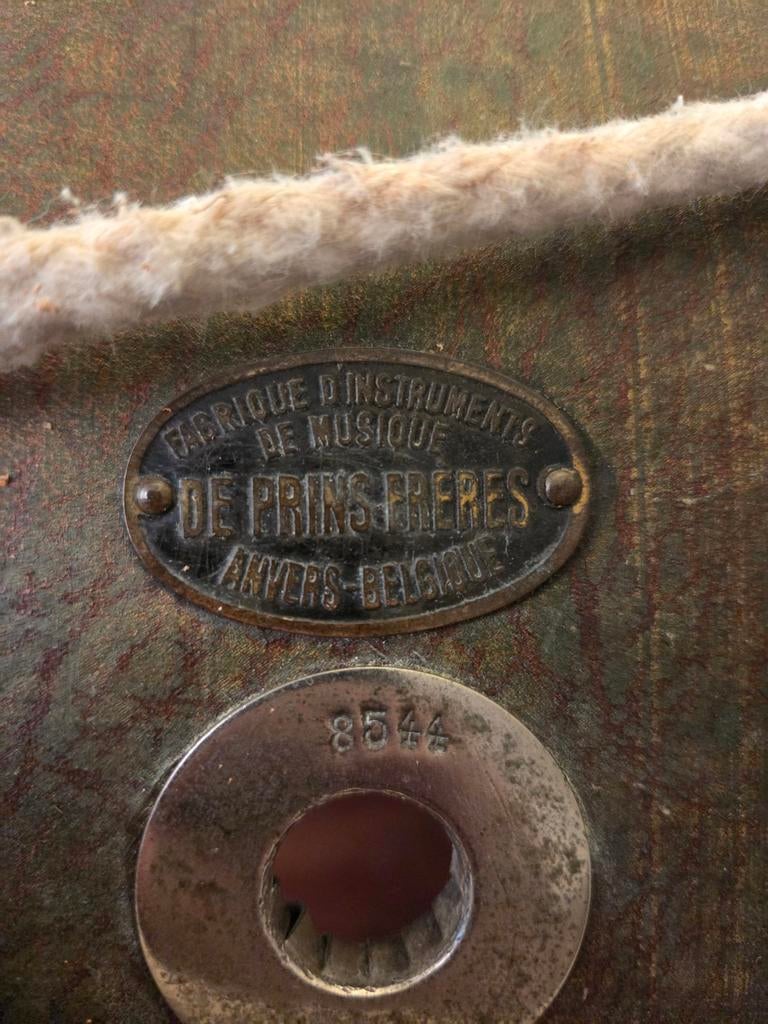 FABRIQUE D'INSTRUMENTS
DE MUSIQUE
DE PRINS FRERES
ANVERS-BELGIQUE
8544